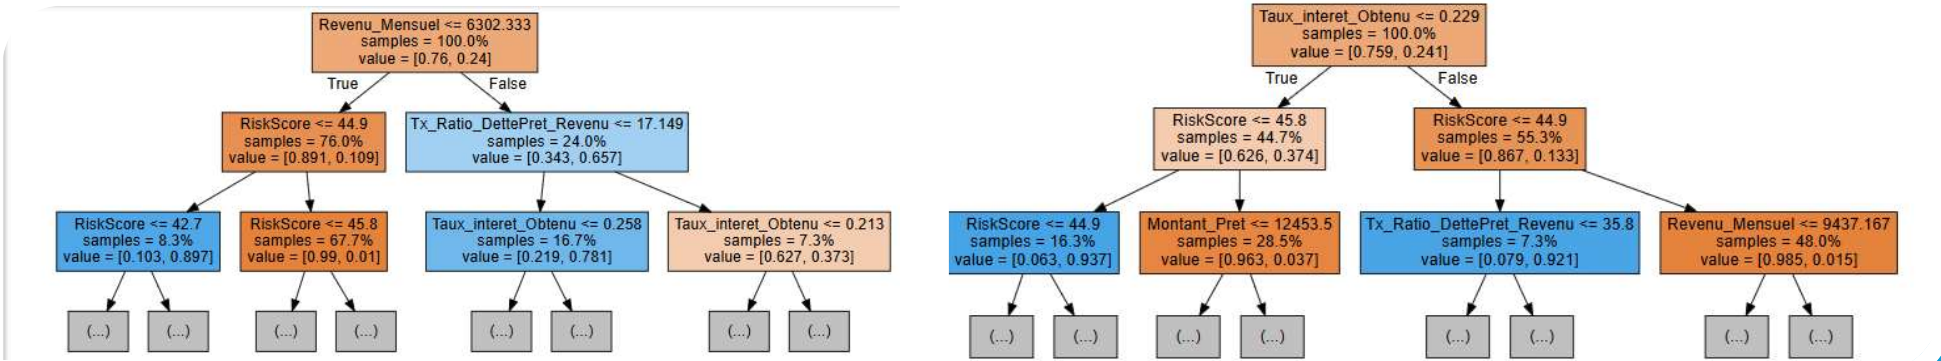 Revenu_Mensuel <= 6302.333
samples = 100.0%
value = [0.76, 0.24]
True
False
RiskScore <= 44.9
samples = 76.0%
value = [0.891, 0.109]
Tx_Ratio_DettePret_Revenu <= 17.149
samples = 24.0%
value = [0.343, 0.657]
RiskScore <= 42.7
samples = 8.3%
value = [0.103, 0.897]
RiskScore <= 45.8
samples = 67.7%
value = [0.99, 0.01]
Taux_interet_Obtenu <= 0.258
samples = 16.7%
value = [0.219, 0.781]
Taux_interet_Obtenu <= 0.213
samples = 7.3%
value = [0.627, 0.373]
(...)
(...)
(...)
(...)
(...)
(...)
(...)
(...)
Taux_interet_Obtenu <= 0.229
samples = 100.0%
value = [0.759, 0.241]
True
False
RiskScore <= 45.8
samples = 44.7%
value = [0.626, 0.374]
RiskScore <= 44.9
samples = 55.3%
value = [0.867, 0.133]
RiskScore <= 44.9
samples = 16.3%
value = [0.063, 0.937]
Montant_Pret <= 12453.5
samples = 28.5%
value = [0.963, 0.037]
Tx_Ratio_DettePret_Revenu <= 35.8
samples = 7.3%
value = [0.079, 0.921]
Revenu_Mensuel <= 9437.167
samples = 48.0%
value = [0.985, 0.015]
(...)
(...)
(...)
(...)
(...)
(...)
(...)
(...)